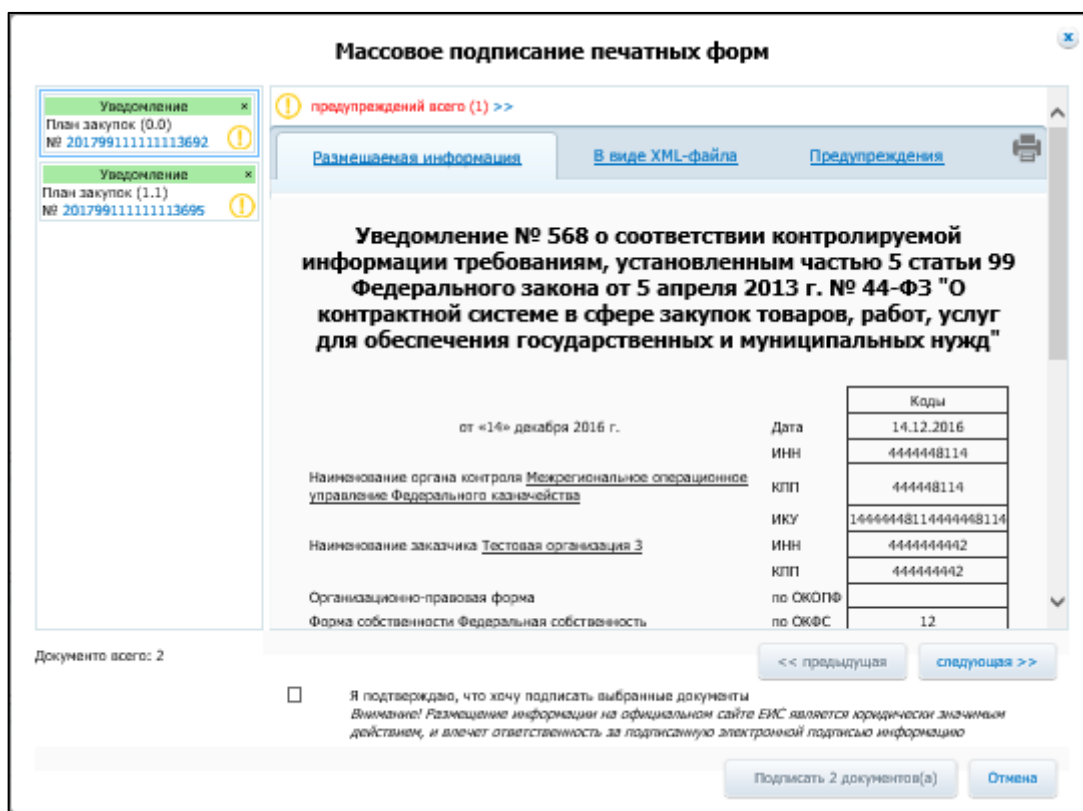 Массовое подписание печатных форм
Уведомление ×
План закупок (0.0)
№ 201799111111113692
Уведомление ×
План закупок (1.1)
№ 201799111111113695
предупреждений всего (1) >>
Размещаемая информация
В виде XML-файла
Предупреждения
Уведомление № 568 о соответствии контролируемой
информации требованиям, установленным частью 5 статьи 99
Федерального закона от 5 апреля 2013 г. № 44-ФЗ "О
контрактной системе в сфере закупок товаров, работ, услуг
для обеспечения государственных и муниципальных нужд"
Коды
от «14» декабря 2016 г. Дата 14.12.2016
ИНН 4444448114
Наименование органа контроля Межрегиональное операционное
управление Федерального казначейства
КПП 444448114
ИКУ 14444448114444448114
Наименование заказчика Тестовая организация 3 ИНН 4444444442
КПП 444444442
Организационно-правовая форма по ОКОПФ
Форма собственности Федеральная собственность по ОКФС 12
Документо всего: 2
<< предыдущая
следующая >>
Я подтверждаю, что хочу подписать выбранные документы
Внимание! Размещение информации на официальном сайте ЕИС является юридически значимым
действием, и влечет ответственность за подписанную электронной подписью информацию
Подписать 2 документов(а)
Отмена